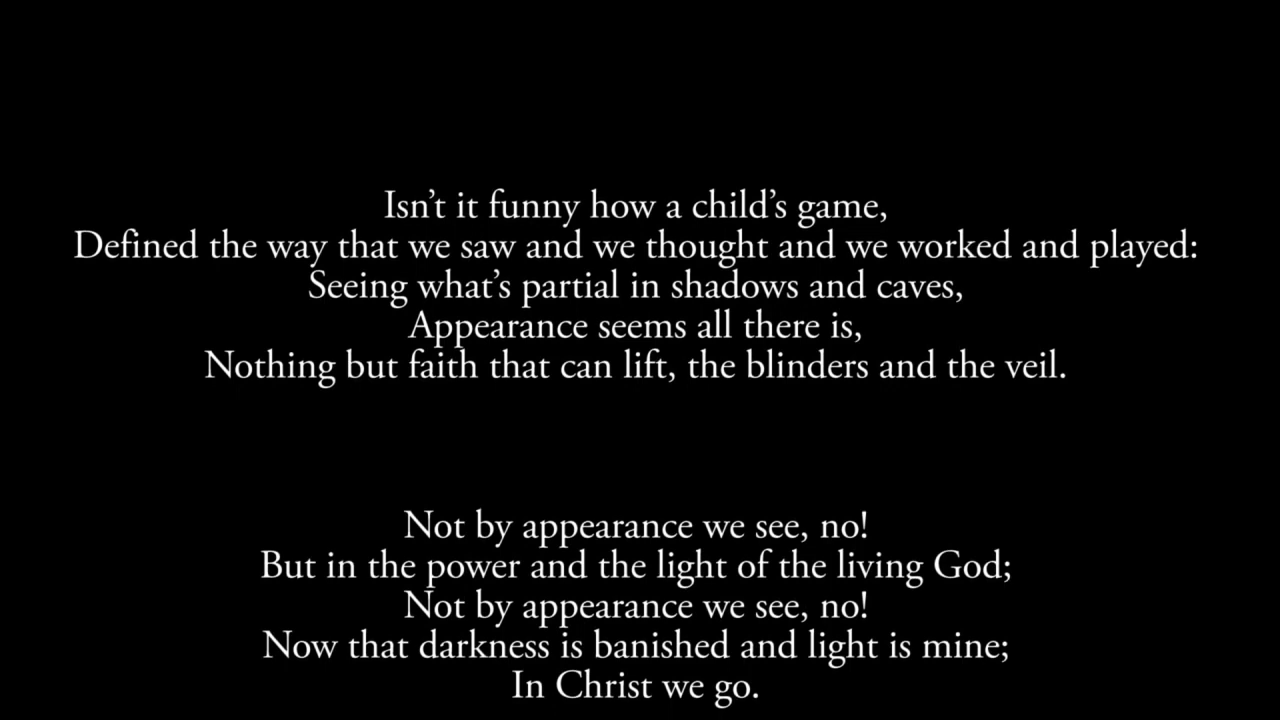 Isn’t it funny how a child’s game,
Defined the way that we saw and we thought and we worked and played:
Seeing what’s partial in shadows and caves,
Appearance seems all there is,
Nothing but faith that can lift, the blinders and the veil.
Not by appearance we see, no!
But in the power and the light of the living God;
Not by appearance we see, no!
Now that darkness is banished and light is mine;
In Christ we go.